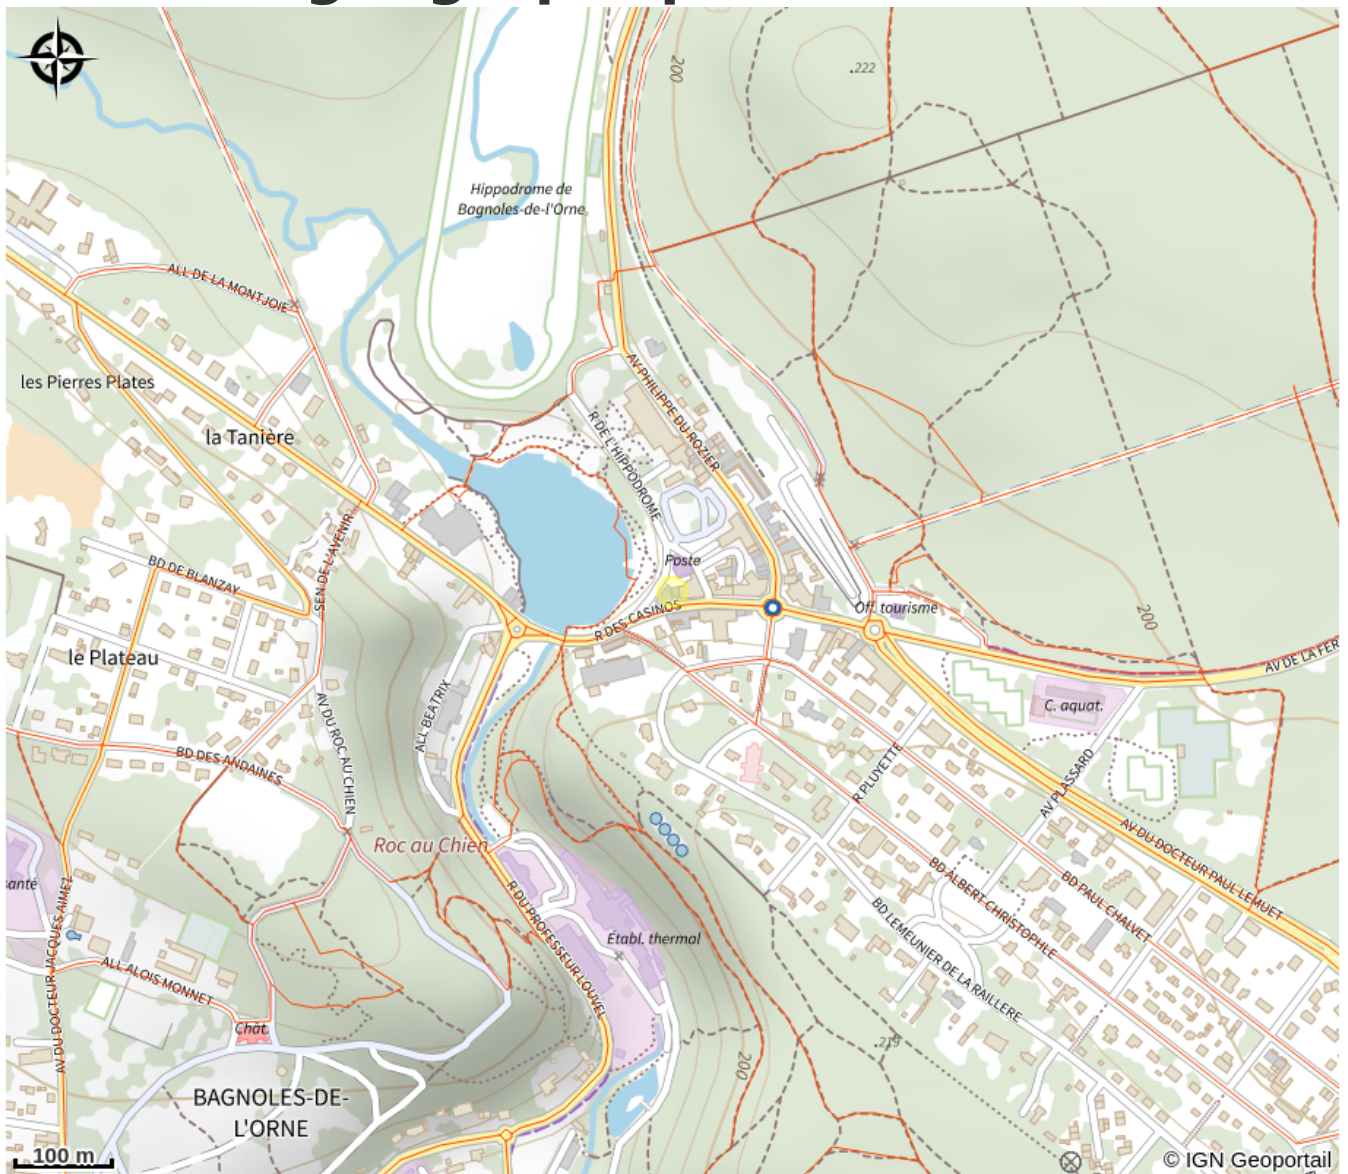 200
.222
Hippodrome de
Bagnoles-de-l'Orne
ALL DE LA MONTJOIE
les Pierres Plates
la Tanière
AV PHILIPPE DU ROZIER
R DE L'HIPPODROME
SEN DE L'AVENIR
BD DE BLANZAY
Poste
R DES CASINOS
Off. tourisme
200
AV DE LA FER
le Plateau
ALL BEATRIX
AV DU ROC AU CHIEN
BD DES ANDAINES
C. aquat.
R PLUYETTE
AV PLASSARD
AV DU DOCTEUR PAUL LEMUET
Roc au Chien
BD ALBERT CHRISTOPHLE
BD PAUL CHALVET
santé
AV DU DOCTEUR JACQUES AIMEZ
R DU PROFESSEUR LOUVEL
BD LEMEUNIER DE LA RAILLERE
Établ. thermal
ALL ALOIS MONNET
Chât.
.219
200
BAGNOLES-DE-
L'ORNE
100 m
© IGN Geoportail